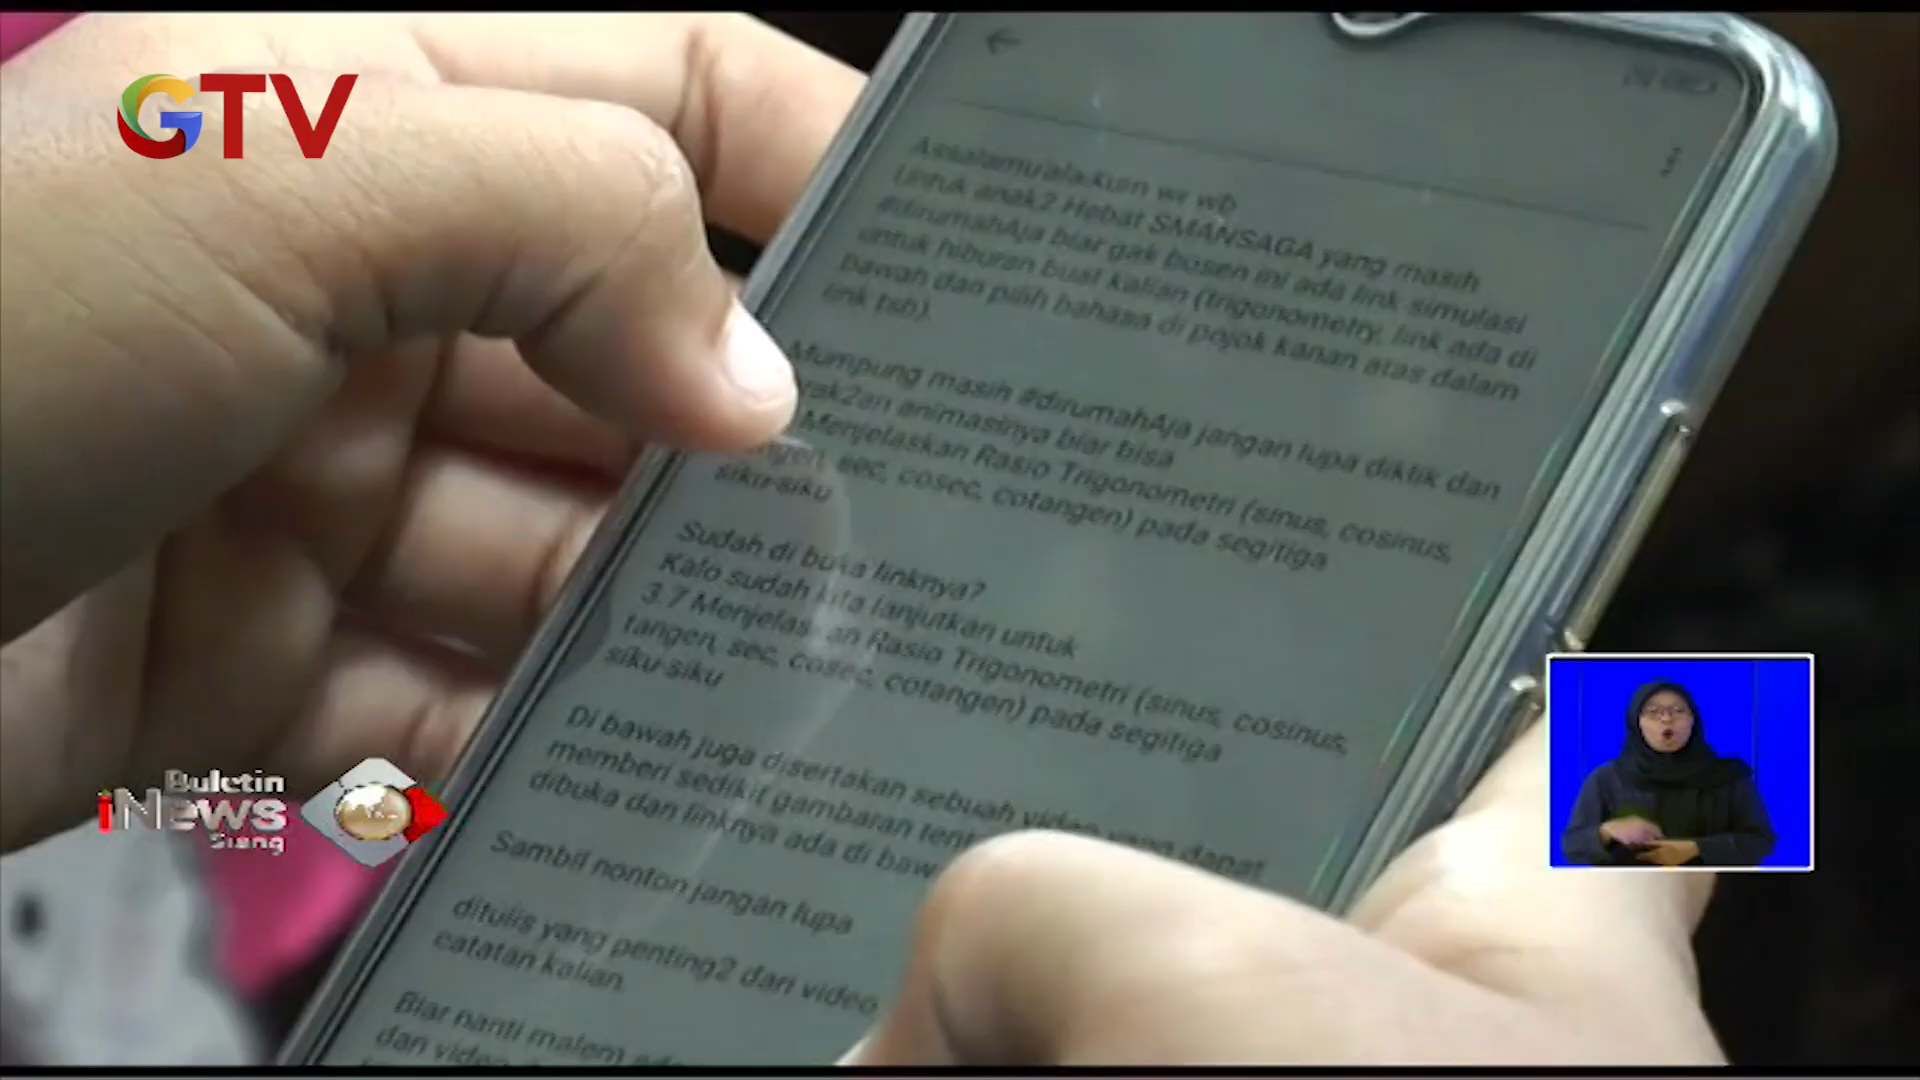 GTV
Assalamu'alaikum wr wb
Untuk anak2 Hebat SMANSAGA yang masih
#dirumahAja biar gak bosen ini ada link simulasi
untuk hiburan buat kalian (trigonometry, link ada di
bawah dan pilih bahasa di pojok kanan atas dalam
link tsb).
Mumpung masih #dirumahAja jangan lupa diklik dan
animasinya biar bisa
Menjelaskan Rasio Trigonometri (sinus, cosinus,
sec, cosec, cotangen) pada segitiga
siku-siku
Sudah di buka linknya?
Kalo sudah kita lanjutkan untuk
3.7 Menjelaskan Rasio Trigonometri (sinus, cosinus,
tangen, sec, cosec, cotangen) pada segitiga
siku-siku
Di bawah juga disertakan sebuah video yang dapat
memberi sedikit gambaran
dibuka dan linknya ada di
Sambil nonton jangan lupa
ditulis yang penting2 dari video
catatan kalian.
Biar nanti malem
dan video
Buletin
iNews
Siang